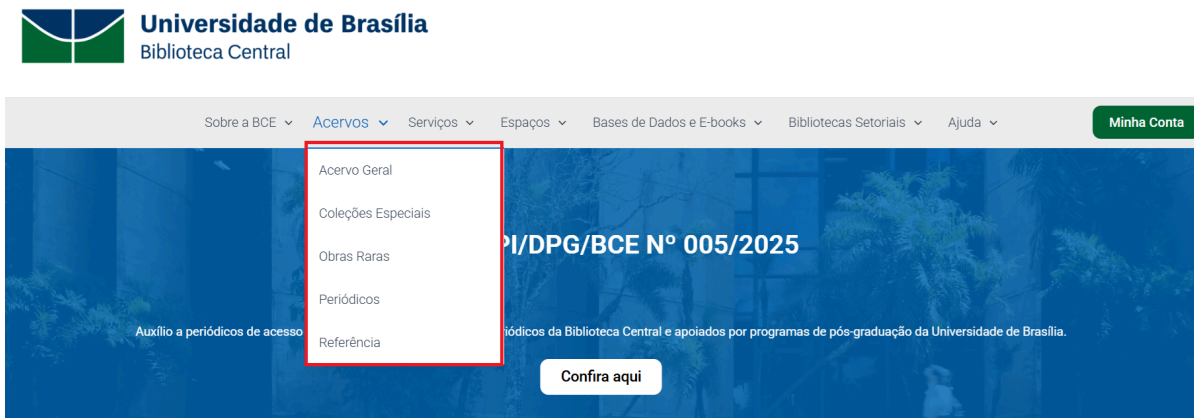 Universidade de Brasília
Biblioteca Central
Sobre a BCE Acervos Serviços Espaços Bases de Dados e E-books Bibliotecas Setoriais Ajuda Minha Conta
Acervo Geral
Coleções Especiais
Obras Raras
Periódicos
Referência
PI/DPG/BCE Nº 005/2025
Auxílio a periódicos de acesso iódicos da Biblioteca Central e apoiados por programas de pós-graduação da Universidade de Brasília.
Confira aqui